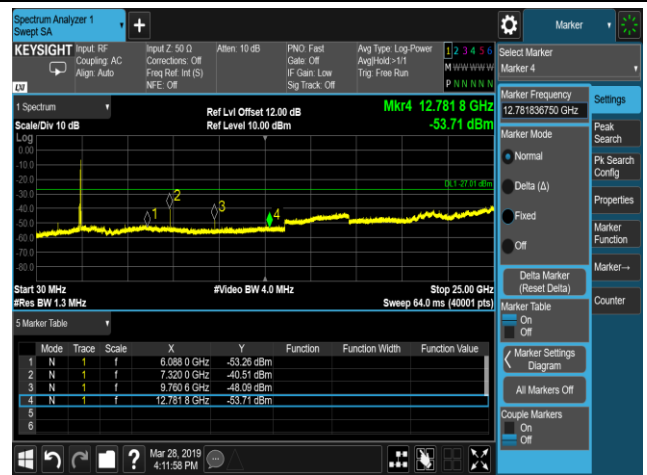 Spectrum Analyzer 1
Swept SA
Marker
KEYSIGHT
Input: RF
Coupling: AC
Align: Auto
Input Z: 50 Ω
Corrections: Off
Freq Ref: Int (S)
NFE: Off
Atten: 10 dB
PNO: Fast
Gate: Off
IF Gain: Low
Sig Track: Off
Avg Type: Log-Power
Avg|Hold:>1/1
Trig: Free Run
1 2 3 4 5 6
M W W W W W
P N N N N N
LXI
1 Spectrum
Scale/Div 10 dB
Log
Ref Lvl Offset 12.00 dB
Ref Level 10.00 dBm
Mkr4 12.781 8 GHz
-53.71 dBm
0.00
-10.0
-20.0
-30.0
-40.0
-50.0
-60.0
-70.0
-80.0
DL1 -27.01 dBm
1
2
3
4
Start 30 MHz
#Video BW 4.0 MHz
Stop 25.00 GHz
#Res BW 1.3 MHz
Sweep 64.0 ms (40001 pts)
5 Marker Table
Mode Trace Scale X Y Function Function Width Function Value
1 N 1 f 6.088 0 GHz -53.26 dBm
2 N 1 f 7.320 0 GHz -40.51 dBm
3 N 1 f 9.760 6 GHz -48.09 dBm
4 N 1 f 12.781 8 GHz -53.71 dBm
5
6
Mar 28, 2019
4:11:58 PM
Select Marker
Marker 4
Marker Frequency
12.781836750 GHz
Marker Mode
Normal
Delta (Δ)
Fixed
Off
Delta Marker
(Reset Delta)
Marker Table
On
Off
Marker Settings
Diagram
All Markers Off
Couple Markers
On
Off
Settings
Peak
Search
Pk Search
Config
Properties
Marker
Function
Marker→
Counter